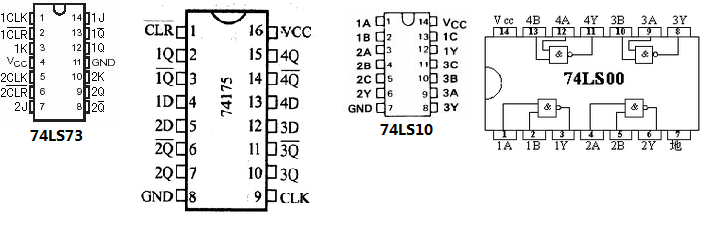 1CLK 1 14 1J
1C̅L̅R̅ 2 13 1Q̅
1K 3 12 1Q
VCC 4 11 GND
2CLK 5 10 2K
2C̅L̅R̅ 6 9 2Q
2J 7 8 2Q̅
74LS73
C̅L̅R̅ 1 16 VCC
1Q 2 15 4Q
1Q̅ 3 14 4Q̅
1D 4 13 4D
2D 5 12 3D
2Q̅ 6 11 3Q̅
2Q 7 10 3Q
GND 8 9 CLK
74175
1A 1 14 VCC
1B 2 13 1C
2A 3 12 1Y
2B 4 11 3C
2C 5 10 3B
2Y 6 9 3A
GND 7 8 3Y
74LS10
Vcc 4B 4A 4Y 3B 3A 3Y
14 13 12 11 10 9 8
& &
74LS00
& &
1 2 3 4 5 6 7
1A 1B 1Y 2A 2B 2Y 地